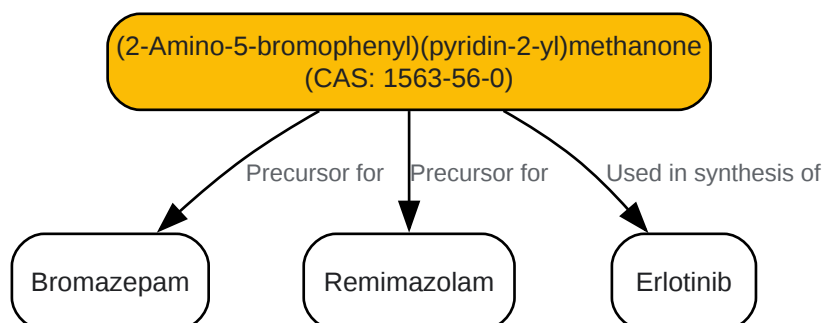 (2-Amino-5-bromophenyl)(pyridin-2-yl)methanone
(CAS: 1563-56-0)
Precursor for
Precursor for
Used in synthesis of
Bromazepam
Remimazolam
Erlotinib